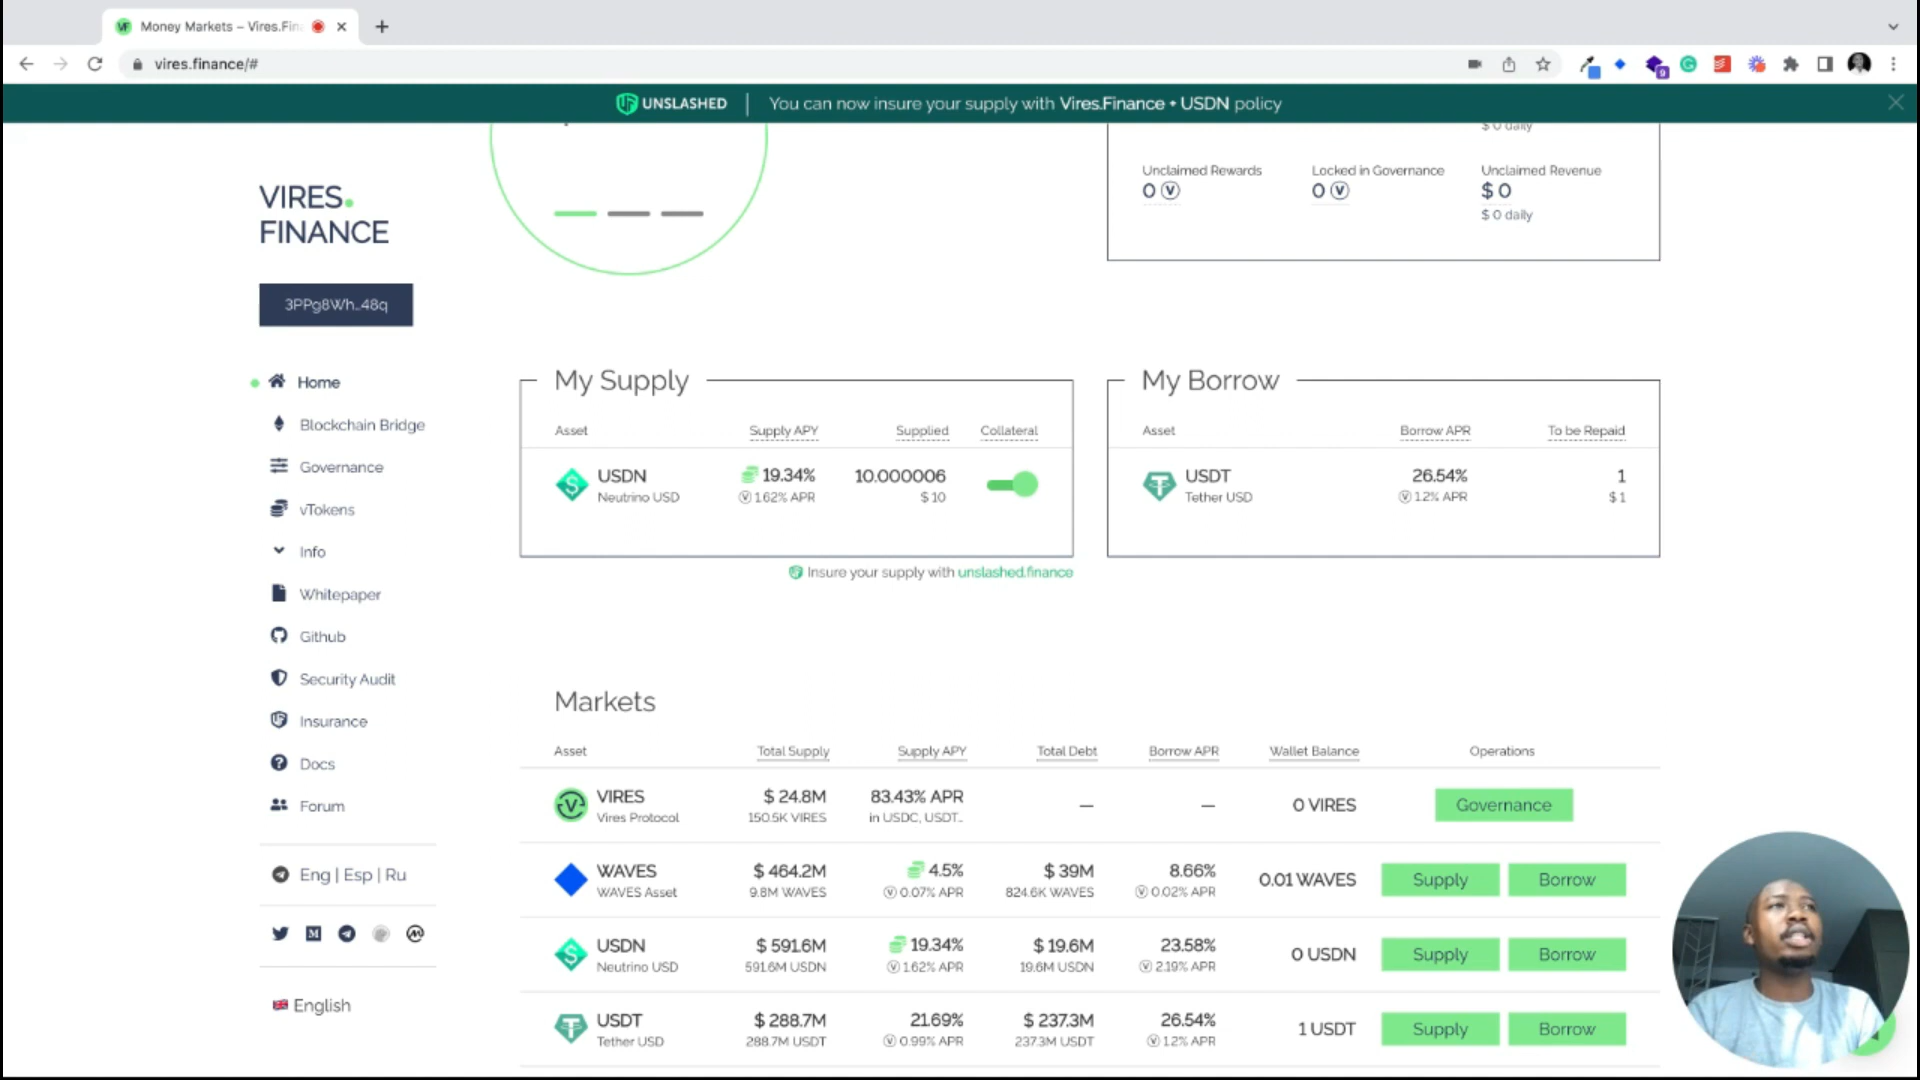 Money Markets – Vires.Fin
vires.finance/#
9
UNSLASHED
You can now insure your supply with Vires.Finance + USDN policy
VIRES.
FINANCE
3PPg8Wh...48q
Home
Blockchain Bridge
Governance
vTokens
Info
Whitepaper
Github
Security Audit
Insurance
Docs
Forum
Eng | Esp | Ru
English
$ 0 daily
Unclaimed Rewards
Locked in Governance
Unclaimed Revenue
0
0
$ 0
$ 0 daily
My Supply
Asset
Supply APY
Supplied
Collateral
USDN
19.34%
10.000006
Neutrino USD
1.62% APR
$ 10
Insure your supply with unslashed.finance
My Borrow
Asset
Borrow APR
To be Repaid
USDT
26.54%
1
Tether USD
1.2% APR
$ 1
Markets
Asset
Total Supply
Supply APY
Total Debt
Borrow APR
Wallet Balance
Operations
VIRES
$ 24.8M
83.43% APR
—
—
0 VIRES
Governance
Vires Protocol
150.5K VIRES
in USDC, USDT...
WAVES
$ 464.2M
4.5%
$ 39M
8.66%
0.01 WAVES
Supply
Borrow
WAVES Asset
9.8M WAVES
0.07% APR
824.6K WAVES
0.02% APR
USDN
$ 591.6M
19.34%
$ 19.6M
23.58%
0 USDN
Supply
Borrow
Neutrino USD
591.6M USDN
1.62% APR
19.6M USDN
2.19% APR
USDT
$ 288.7M
21.69%
$ 237.3M
26.54%
1 USDT
Supply
Borrow
Tether USD
288.7M USDT
0.99% APR
237.3M USDT
1.2% APR